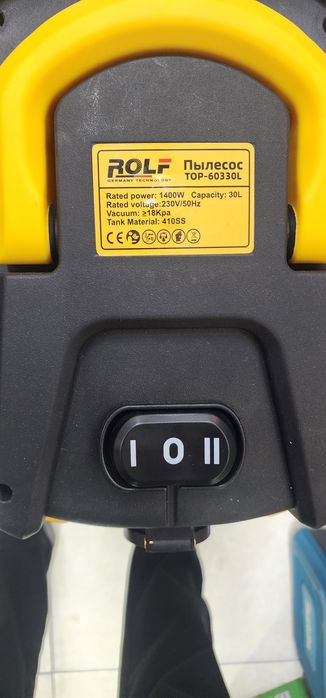 ROLF
GERMANY TECHNOLOGY
Пылесос
TOP-60330L
Rated power: 1400W Capacity: 30L
Rated voltage:230V/50Hz
Vacuum: ≥18Kpa
Tank Material: 410SS
CE
I O II